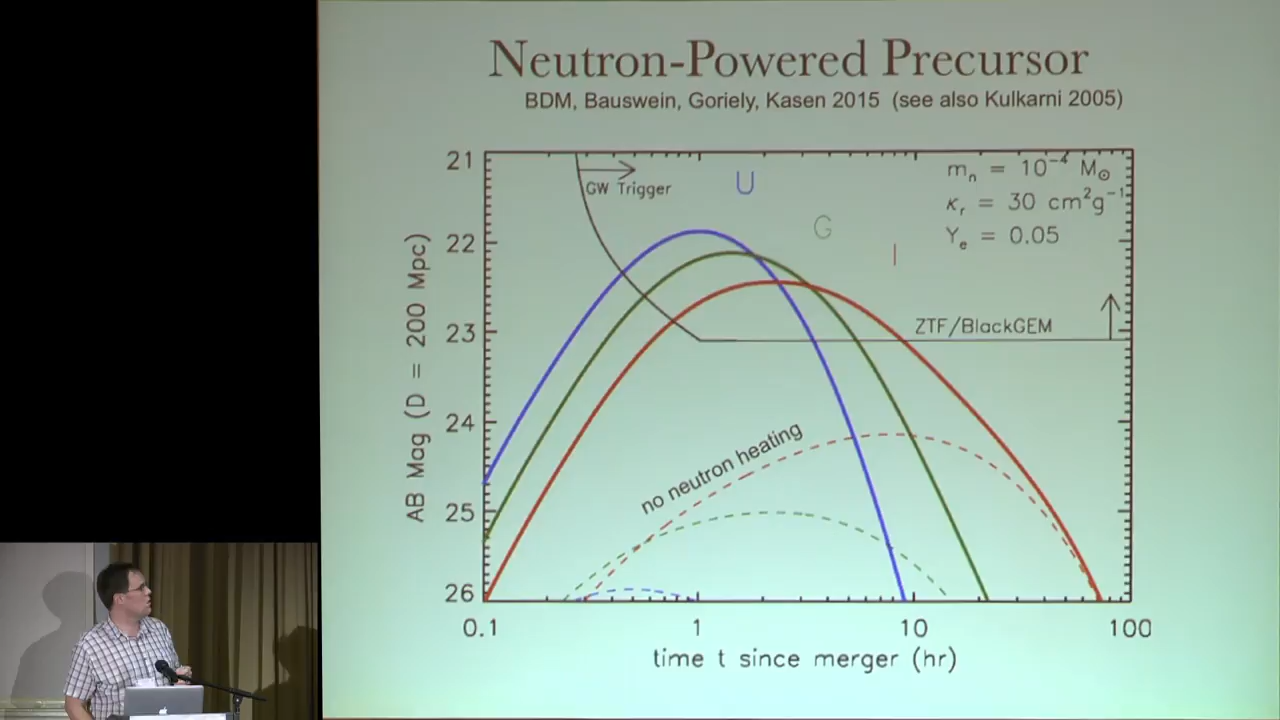 Neutron-Powered Precursor
BDM, Bauswein, Goriely, Kasen 2015 (see also Kulkarni 2005)
21
22
23
24
25
26
AB Mag (D = 200 Mpc)
GW Trigger
U
G
I
mₙ = 10⁻⁴ M☉
κᵣ = 30 cm²g⁻¹
Yₑ = 0.05
ZTF/BlackGEM
no neutron heating
0.1 1 10 100
time t since merger (hr)